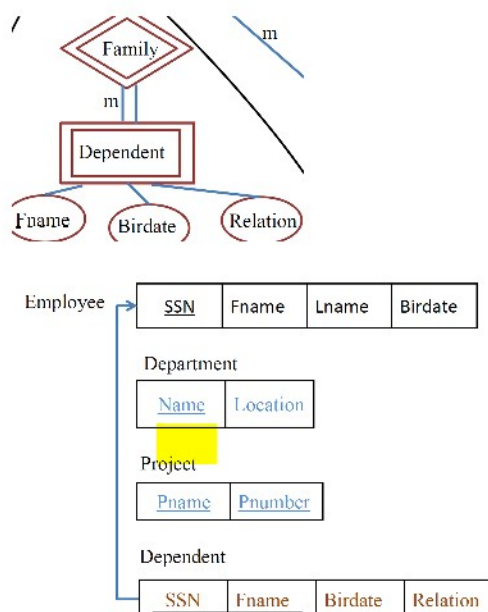 Family
m
m
Dependent
Fname Birdate Relation
Employee SSN Fname Lname Birdate
Department
Name Location
Project
Pname Pnumber
Dependent
SSN Fname Birdate Relation